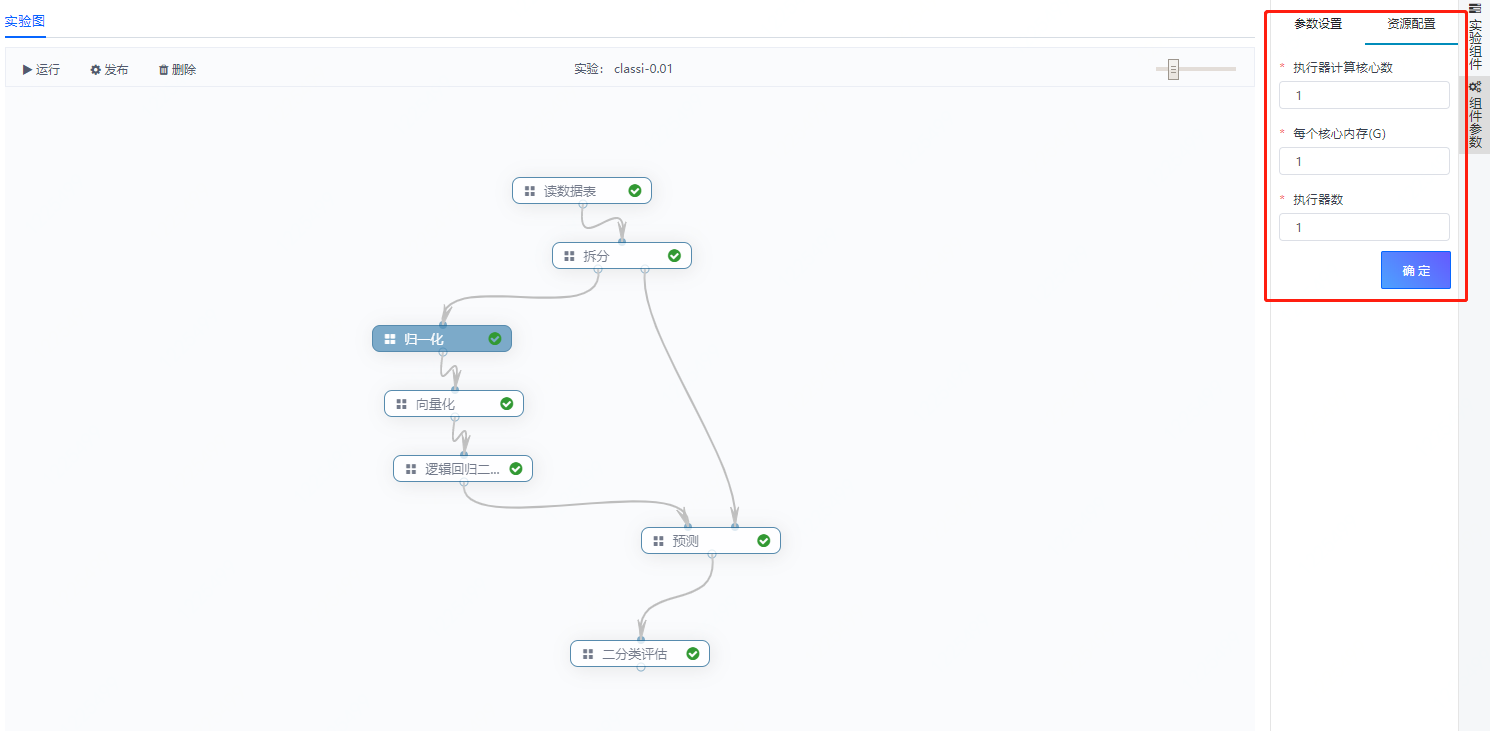 实验图
运行 发布 删除 实验: classi-0.01
读数据表
拆分
归一化
向量化
逻辑回归二...
预测
二分类评估
参数设置 资源配置
* 执行器计算核心数
1
* 每个核心内存(G)
1
* 执行器数
1
确 定
实验组件
组件参数